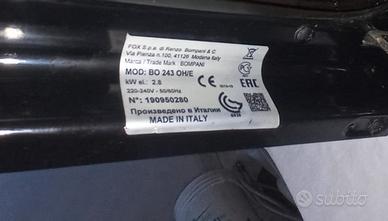 FOX S.p.a. di Renzo Bompani & C
Via Pienza n.100, 41126 Modena Italy
Marca / Trade Mark : BOMPANI
MOD: BO 243 OH/E
kW el.: 2.8
220-240V - 50/60Hz
N°: 190950280
CE
EAC
Произведено в Италии
MADE IN ITALY
subito